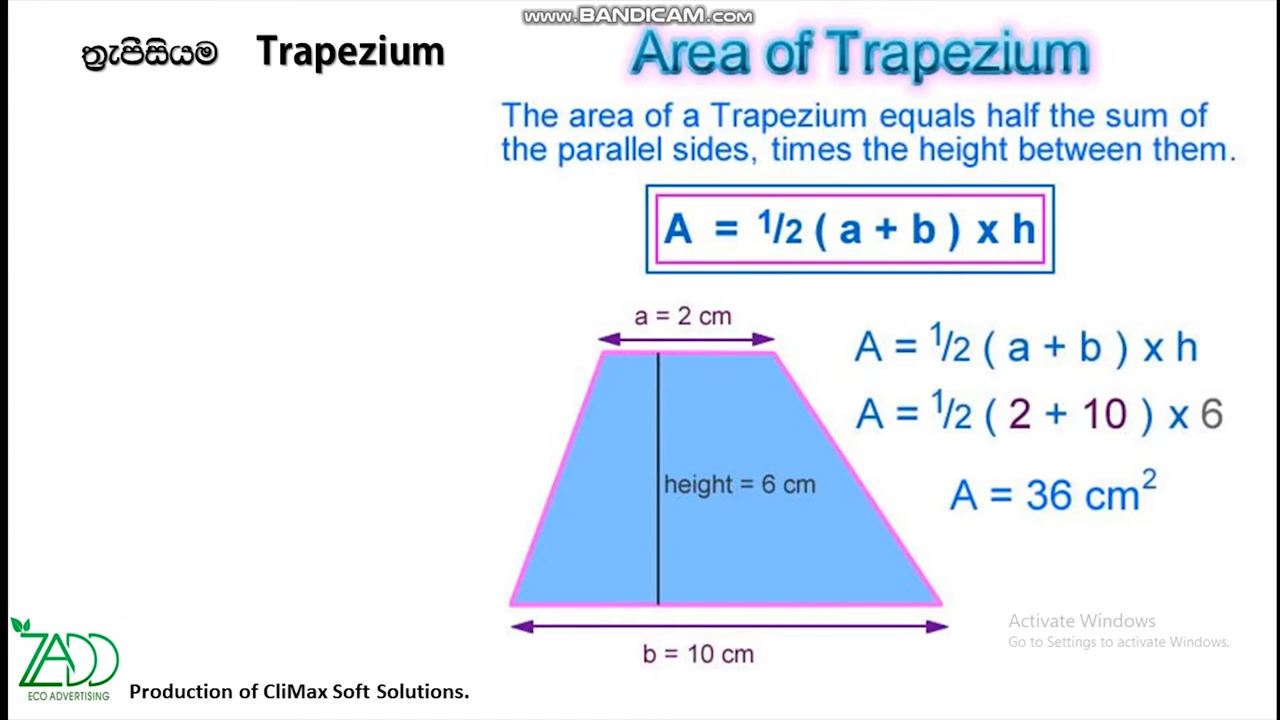 www.BANDICAM.com
ත්‍රැපීසියම Trapezium
Area of Trapezium
The area of a Trapezium equals half the sum of
the parallel sides, times the height between them.
A = 1/2 ( a + b ) x h
a = 2 cm
A = 1/2 ( a + b ) x h
A = 1/2 ( 2 + 10 ) x 6
height = 6 cm
A = 36 cm²
b = 10 cm
Activate Windows
Go to Settings to activate Windows.
ZADD
ECO ADVERTISING
Production of CliMax Soft Solutions.